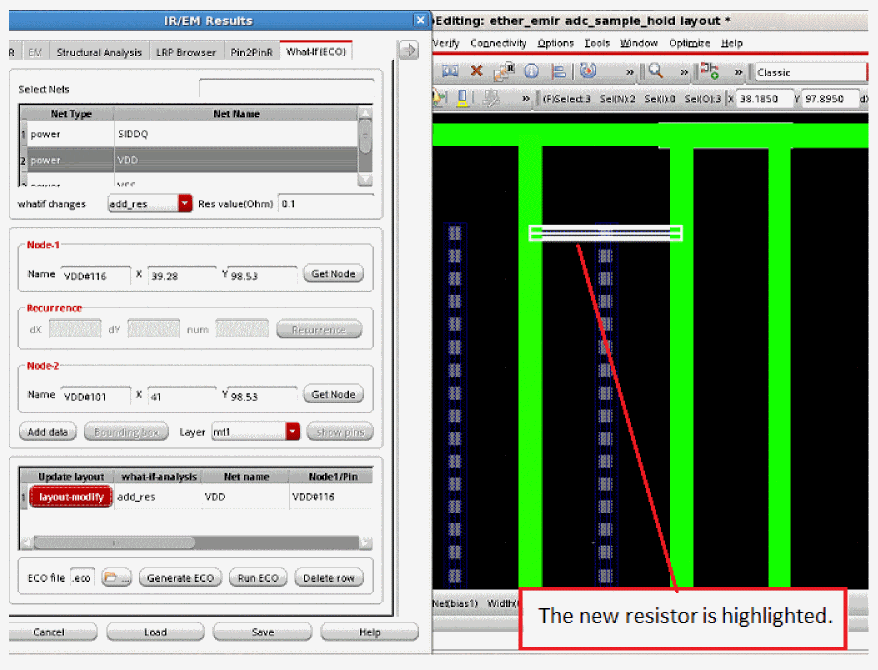 IR/EM Results
Editing: ether_emir adc_sample_hold layout *
R EM Structural Analysis LRP Browser Pin2PinR What-If(ECO)
Verify Connectivity Options Tools Window Optimize Help
Classic
(F)Select:3 Sel(N):2 Sel(I):0 Sel(O):3 X 38.1850 Y 97.8950
Select Nets
Net Type Net Name
1 power SIDDQ
2 power VDD
whatif changes add_res Res value(Ohm) 0.1
Node-1
Name VDD#116 X 39.28 Y 98.53 Get Node
Recurrence
dX dY num Recurrence
Node-2
Name VDD#101 X 41 Y 98.53 Get Node
Add data Bounding box Layer mt1 show pins
Update layout what-if-analysis Net name Node1/Pin
1 layout-modify add_res VDD VDD#116
ECO file .eco ... Generate ECO Run ECO Delete row
Net(bias1) Width(
Cancel Load Save Help
The new resistor is highlighted.